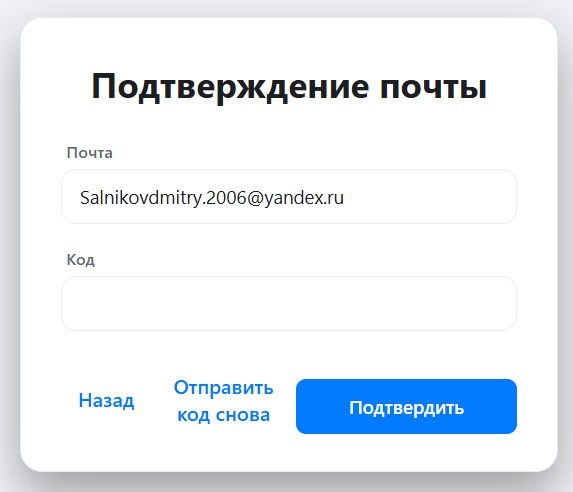 Подтверждение почты
Почта
Salnikovdmitry.2006@yandex.ru
Код
Назад
Отправить
код снова
Подтвердить